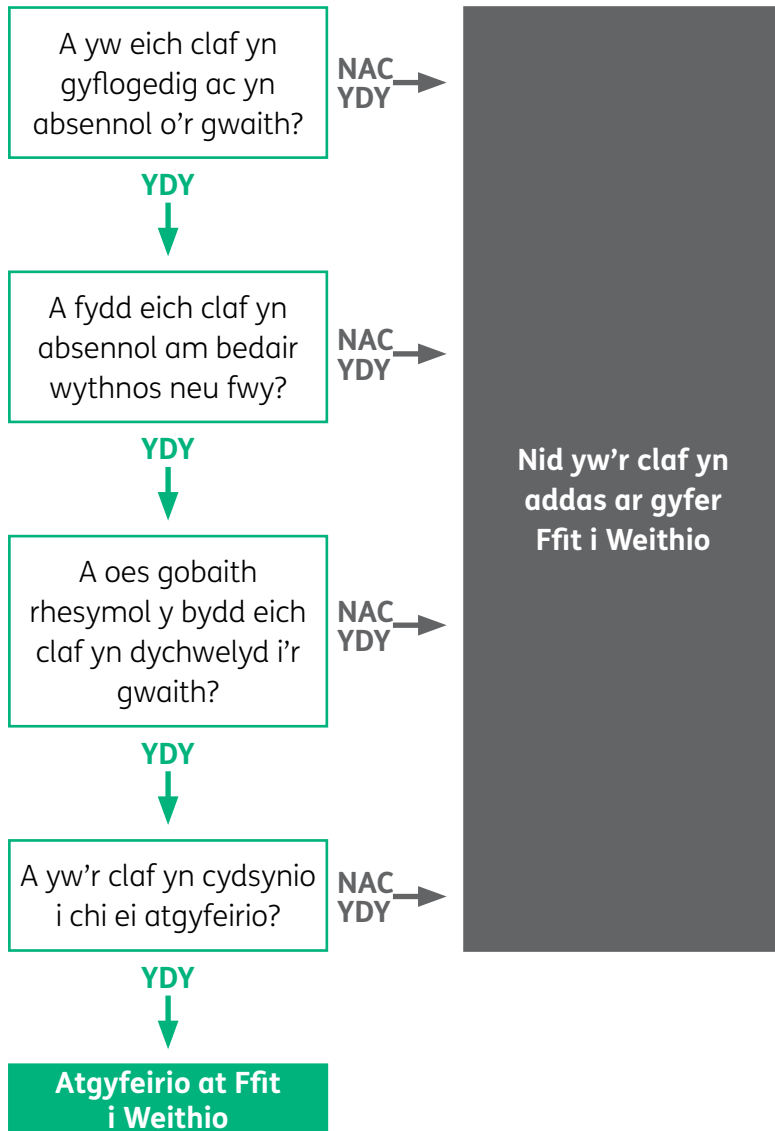 A yw eich claf yn
gyflogedig ac yn
absennol o'r gwaith?
NAC
YDY
YDY
A fydd eich claf yn
absennol am bedair
wythnos neu fwy?
NAC
YDY
YDY
Nid yw'r claf yn
addas ar gyfer
Ffit i Weithio
A oes gobaith
rhesymol y bydd eich
claf yn dychwelyd i'r
gwaith?
NAC
YDY
YDY
A yw'r claf yn cydsynio
i chi ei atgyfeirio?
NAC
YDY
YDY
Atgyfeirio at Ffit
i Weithio